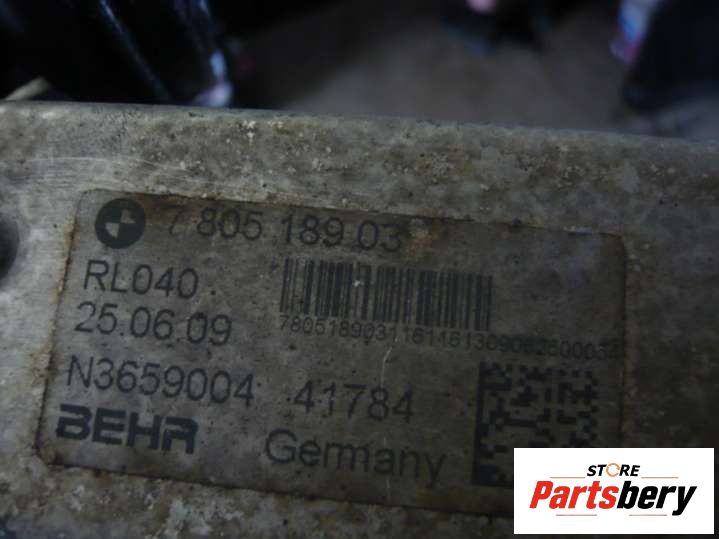 7 805 189 03
RL040
25.06.09
N3659004 41784
BEHR Germany
STORE
Partsbery